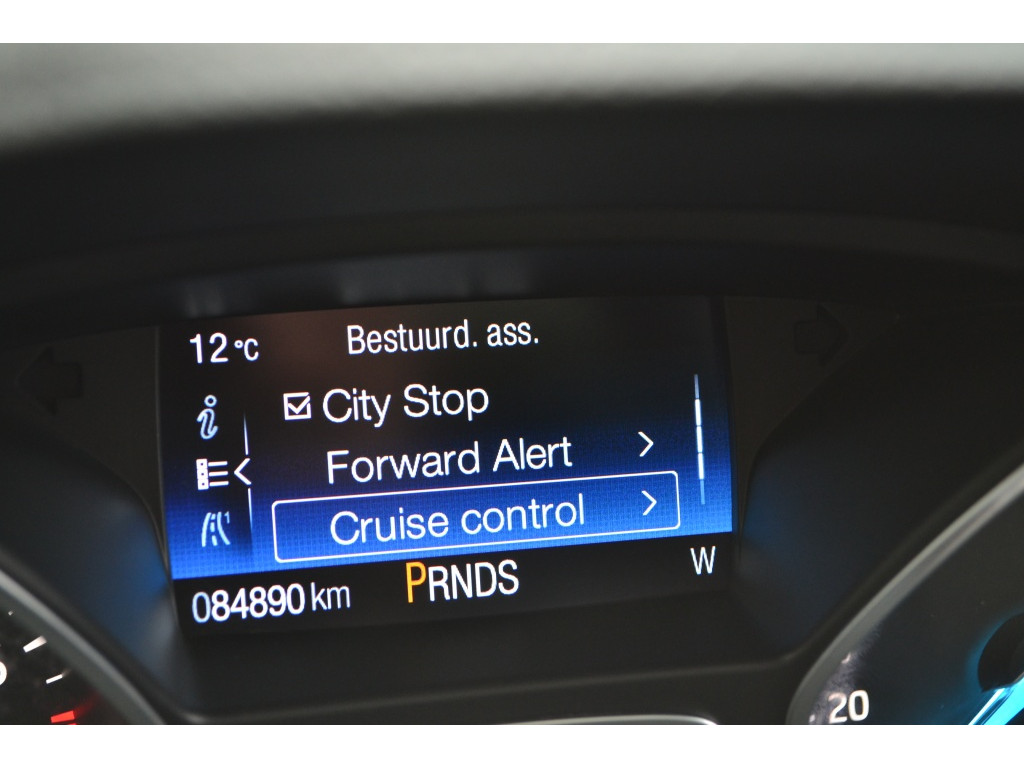 12°C Bestuurd. ass.
City Stop
Forward Alert
Cruise control
084890 km PRNDS W
20